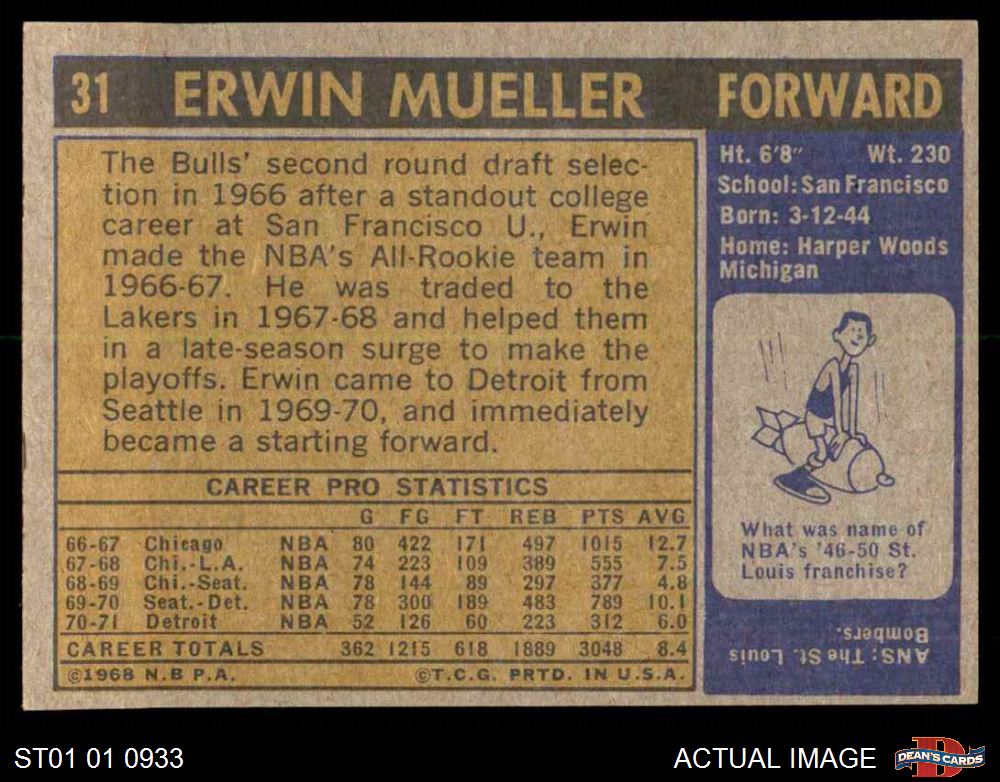 31 ERWIN MUELLER FORWARD
The Bulls' second round draft selec-
tion in 1966 after a standout college
career at San Francisco U., Erwin
made the NBA's All-Rookie team in
1966-67. He was traded to the
Lakers in 1967-68 and helped them
in a late-season surge to make the
playoffs. Erwin came to Detroit from
Seattle in 1969-70, and immediately
became a starting forward.
CAREER PRO STATISTICS
G FG FT REB PTS AVG
66-67 Chicago NBA 80 422 171 497 1015 12.7
67-68 Chi.-L.A. NBA 74 223 109 389 555 7.5
68-69 Chi.-Seat. NBA 78 144 89 297 377 4.8
69-70 Seat.-Det. NBA 78 300 189 483 789 10.1
70-71 Detroit NBA 52 126 60 223 312 6.0
CAREER TOTALS 362 1215 618 1889 3048 8.4
©1968 N.B P.A. ©T.C.G. PRTD. IN U.S.A.
Ht. 6'8" Wt. 230
School: San Francisco
Born: 3-12-44
Home: Harper Woods
Michigan
What was name of
NBA's '46-50 St.
Louis franchise?
ANS: The St. Louis
Bombers.
ST01 01 0933
ACTUAL IMAGE
D
DEAN'S CARDS